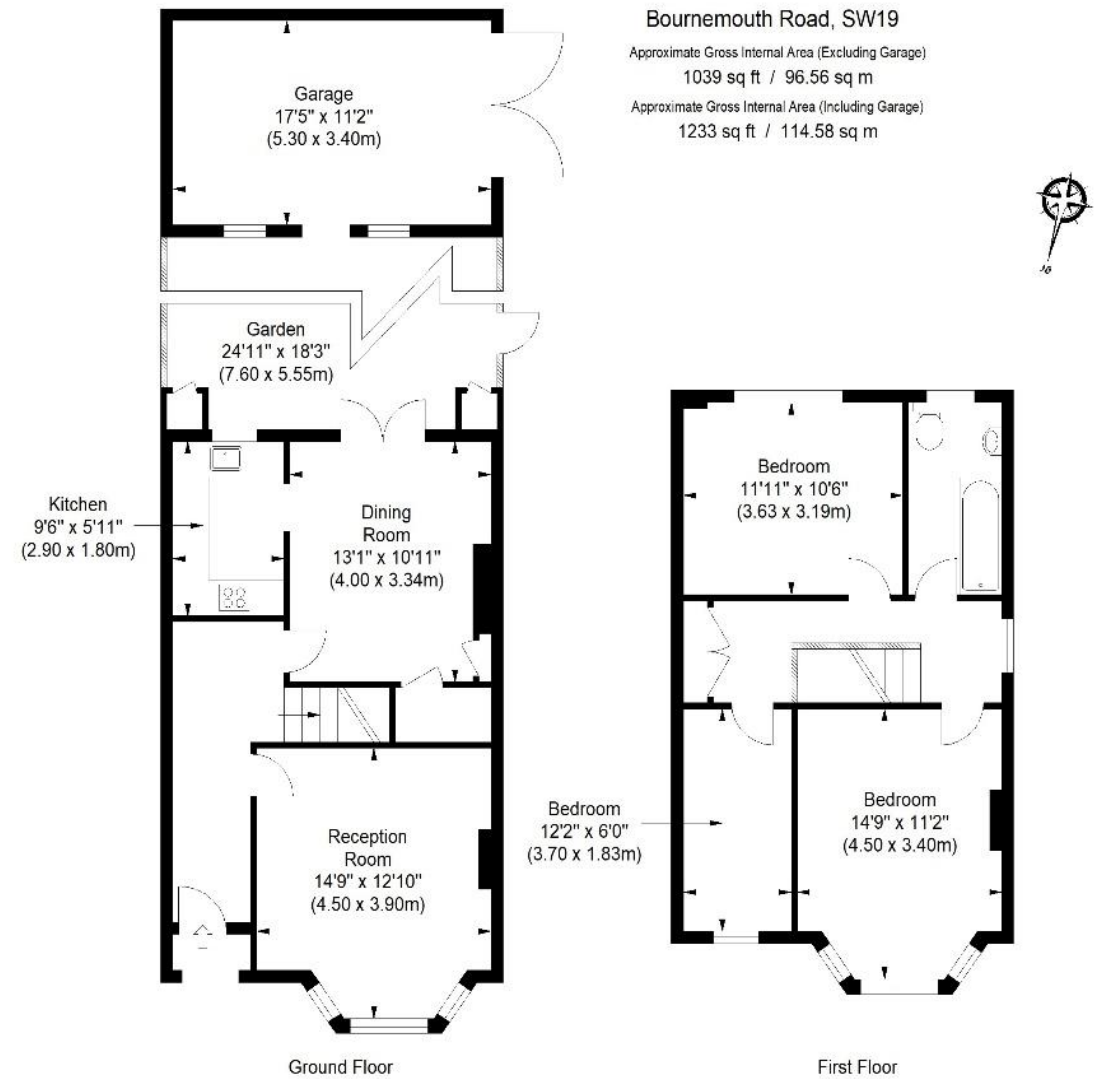 Bournemouth Road, SW19
Approximate Gross Internal Area (Excluding Garage)
1039 sq ft / 96.56 sq m
Approximate Gross Internal Area (Including Garage)
1233 sq ft / 114.58 sq m
Garage
17'5" x 11'2"
(5.30 x 3.40m)
Garden
24'11" x 18'3"
(7.60 x 5.55m)
Kitchen
9'6" x 5'11"
(2.90 x 1.80m)
Dining
Room
13'1" x 10'11"
(4.00 x 3.34m)
Reception
Room
14'9" x 12'10"
(4.50 x 3.90m)
Ground Floor
Bedroom
11'11" x 10'6"
(3.63 x 3.19m)
Bedroom
12'2" x 6'0"
(3.70 x 1.83m)
Bedroom
14'9" x 11'2"
(4.50 x 3.40m)
First Floor